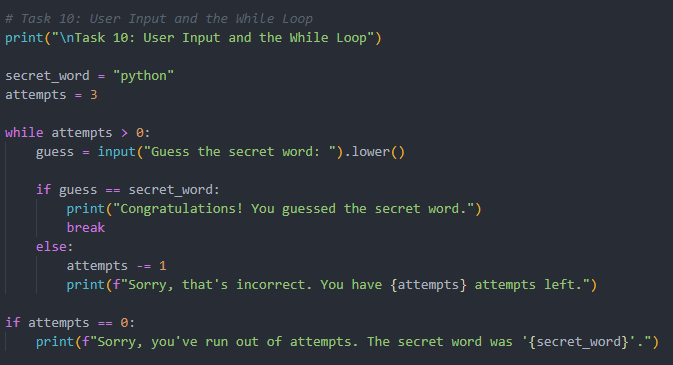 # Task 10: User Input and the While Loop
print("\nTask 10: User Input and the While Loop")
secret_word = "python"
attempts = 3
while attempts > 0:
    guess = input("Guess the secret word: ").lower()
    if guess == secret_word:
        print("Congratulations! You guessed the secret word.")
        break
    else:
        attempts -= 1
        print(f"Sorry, that's incorrect. You have {attempts} attempts left.")
if attempts == 0:
    print(f"Sorry, you've run out of attempts. The secret word was '{secret_word}'.")